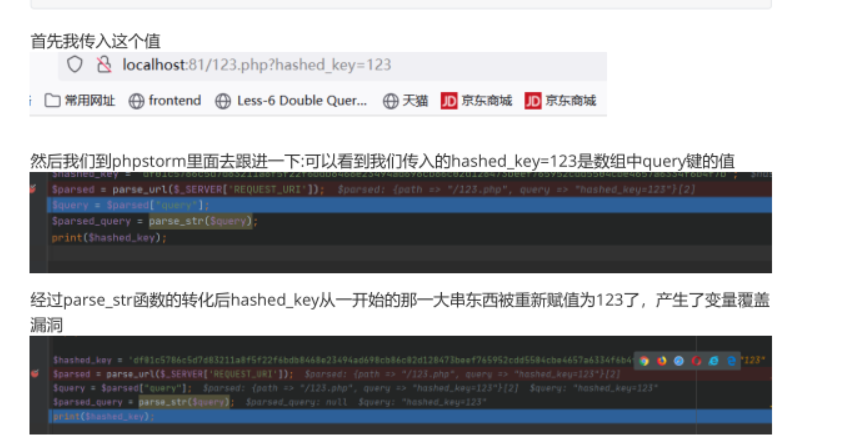 首先我传入这个值
localhost:81/123.php?hashed_key=123
常用网址 frontend Less-6 Double Quer... 天猫 JD 京东商城 JD 京东商城
然后我们到phpstorm里面去跟进一下:可以看到我们传入的hashed_key=123是数组中query键的值
$parsed = parse_url($_SERVER['REQUEST_URI']); $parsed: {path => "/123.php", query => "hashed_key=123"}[2]
$query = $parsed["query"];
$parsed_query = parse_str($query);
print($hashed_key);
经过parse_str函数的转化后hashed_key从一开始的那一大串东西被重新赋值为123了，产生了变量覆盖
漏洞
$hashed_key = "123"
$parsed = parse_url($_SERVER['REQUEST_URI']); $parsed: {path => "/123.php", query => "hashed_key=123"}[2]
$query = $parsed["query"]; $parsed: {path => "/123.php", query => "hashed_key=123"}[2] $query: "hashed_key=123"
$parsed_query = parse_str($query); $parsed_query: null $query: "hashed_key=123"
print($hashed_key);